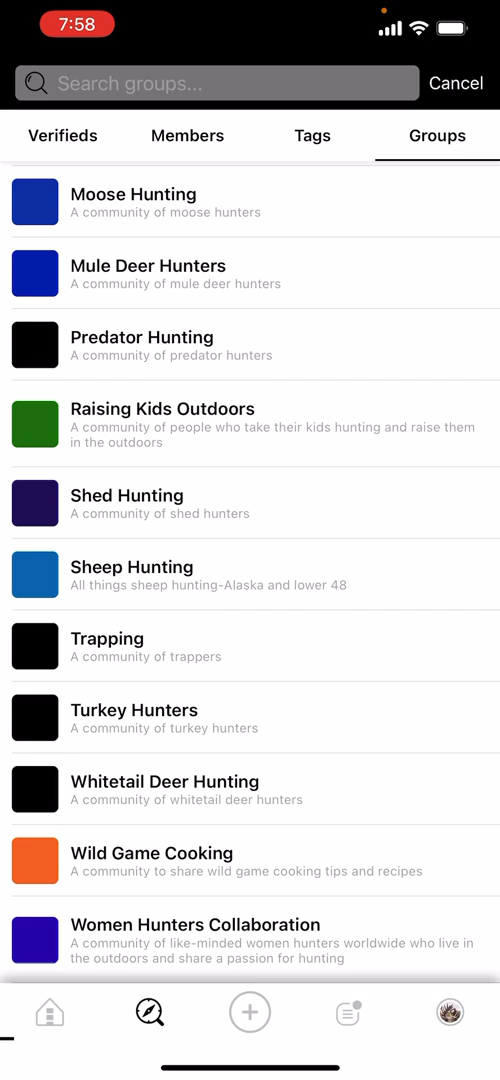 7:58
Search groups...
Cancel
Verifieds
Members
Tags
Groups
Moose Hunting
A community of moose hunters
Mule Deer Hunters
A community of mule deer hunters
Predator Hunting
A community of predator hunters
Raising Kids Outdoors
A community of people who take their kids hunting and raise them
in the outdoors
Shed Hunting
A community of shed hunters
Sheep Hunting
All things sheep hunting-Alaska and lower 48
Trapping
A community of trappers
Turkey Hunters
A community of turkey hunters
Whitetail Deer Hunting
A community of whitetail deer hunters
Wild Game Cooking
A community to share wild game cooking tips and recipes
Women Hunters Collaboration
A community of like-minded women hunters worldwide who live in
the outdoors and share a passion for hunting